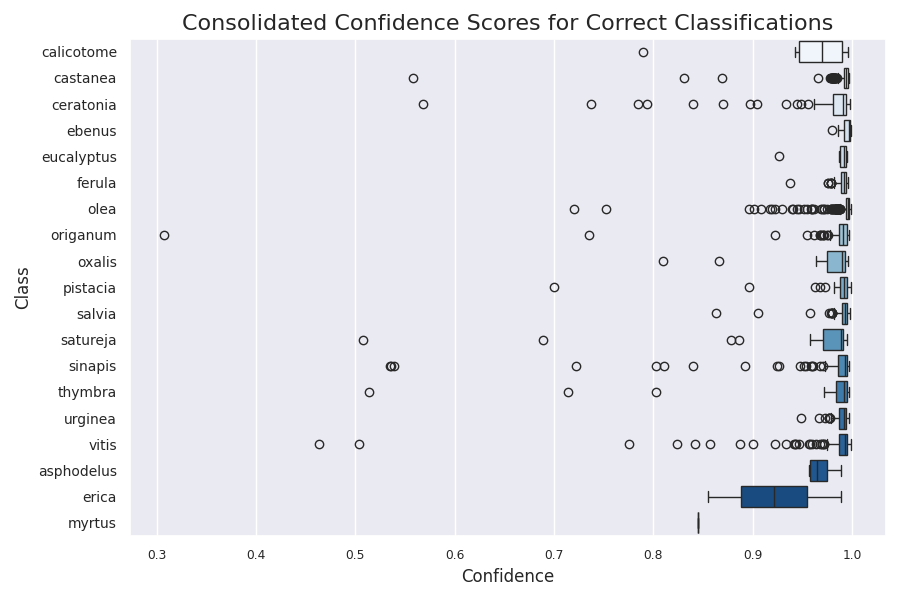 Consolidated Confidence Scores for Correct Classifications
calicotome
castanea
ceratonia
ebenus
eucalyptus
ferula
olea
origanum
oxalis
pistacia
salvia
satureja
sinapis
thymbra
urginea
vitis
asphodelus
erica
myrtus
Class
0.3 0.4 0.5 0.6 0.7 0.8 0.9 1.0
Confidence